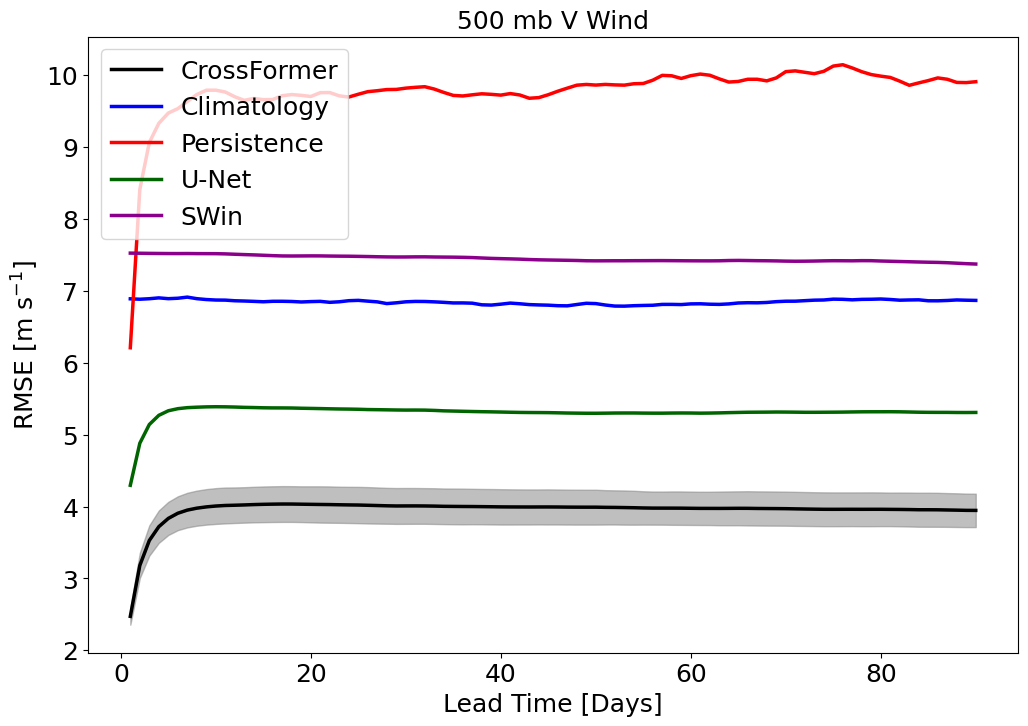 500 mb V Wind
CrossFormer
Climatology
Persistence
U-Net
SWin
RMSE [m s⁻¹]
10
9
8
7
6
5
4
3
2
0 20 40 60 80
Lead Time [Days]